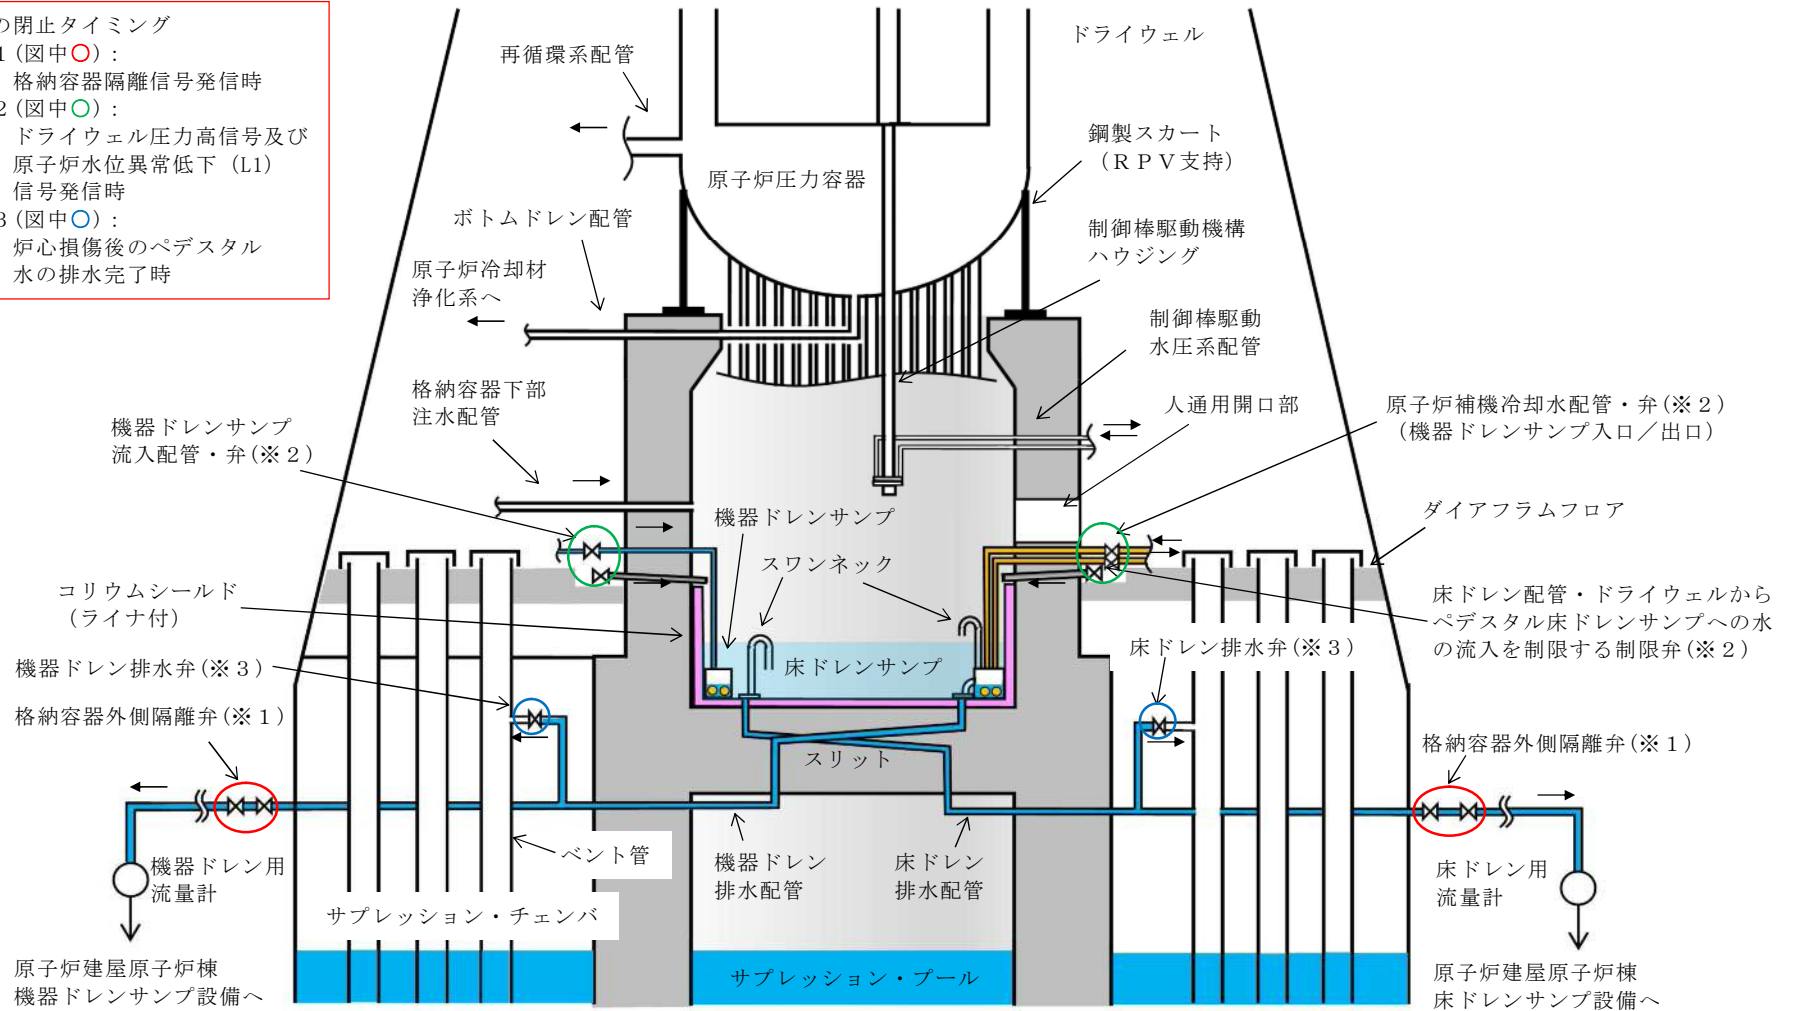 の閉止タイミング
1 (図中〇) :
格納容器隔離信号発信時
2 (図中〇) :
ドライウェル圧力高信号及び
原子炉水位異常低下 (L1)
信号発信時
3 (図中〇) :
炉心損傷後のペデスタル
水の排水完了時
再循環系配管
ドライウェル
鋼製スカート
(ＲＰＶ支持)
原子炉圧力容器
ボトムドレン配管
制御棒駆動機構
ハウジング
原子炉冷却材
浄化系へ
制御棒駆動
水圧系配管
格納容器下部
注水配管
人通用開口部
原子炉補機冷却水配管・弁(※２)
(機器ドレンサンプ入口／出口)
機器ドレンサンプ
流入配管・弁(※２)
機器ドレンサンプ
ダイアフラムフロア
スワンネック
コリウムシールド
(ライナ付)
床ドレン配管・ドライウェルから
ペデスタル床ドレンサンプへの水
の流入を制限する制限弁(※２)
床ドレンサンプ
床ドレン排水弁(※３)
機器ドレン排水弁(※３)
格納容器外側隔離弁(※１)
スリット
格納容器外側隔離弁(※１)
ベント管
機器ドレン
排水配管
床ドレン
排水配管
機器ドレン用
流量計
床ドレン用
流量計
サプレッション・チェンバ
サプレッション・プール
原子炉建屋原子炉棟
機器ドレンサンプ設備へ
原子炉建屋原子炉棟
床ドレンサンプ設備へ